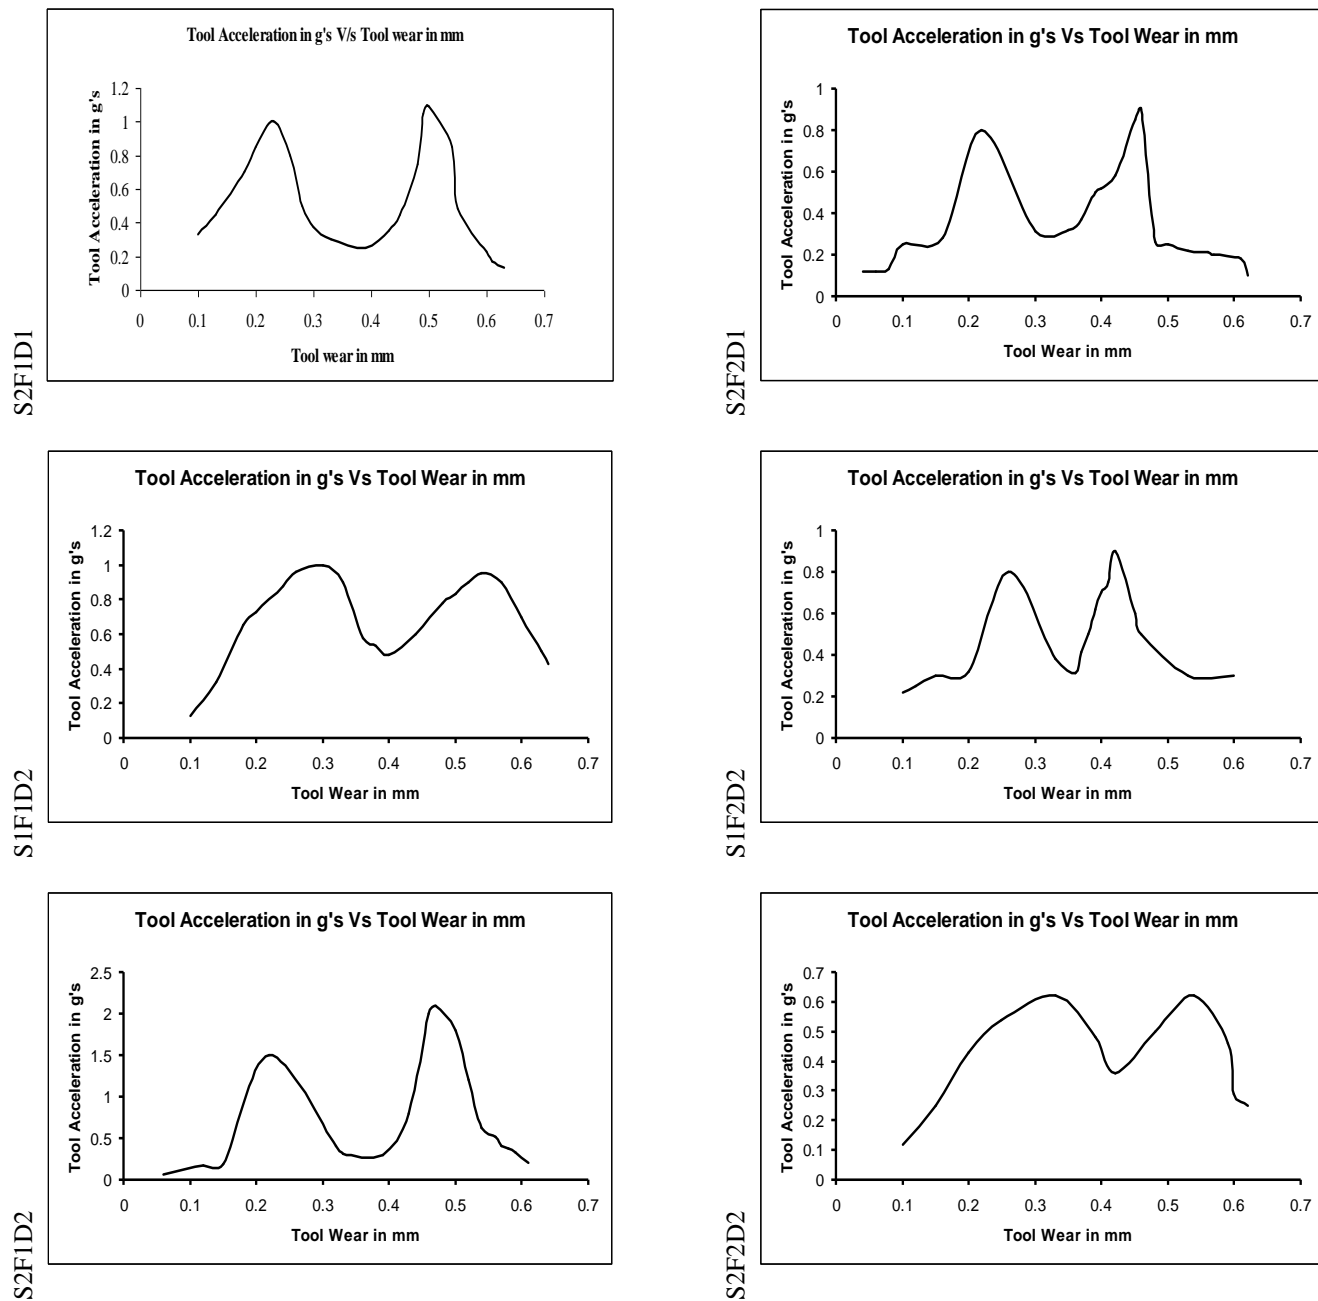 Tool Acceleration in g's V/s Tool wear in mm
Tool Acceleration in g's
1.2
1
0.8
0.6
0.4
0.2
0
0 0.1 0.2 0.3 0.4 0.5 0.6 0.7
Tool wear in mm
S2F1D1
Tool Acceleration in g's Vs Tool Wear in mm
Tool Acceleration in g's
1
0.8
0.6
0.4
0.2
0
0 0.1 0.2 0.3 0.4 0.5 0.6 0.7
Tool Wear in mm
S2F2D1
Tool Acceleration in g's Vs Tool Wear in mm
Tool Acceleration in g's
1.2
1
0.8
0.6
0.4
0.2
0
0 0.1 0.2 0.3 0.4 0.5 0.6 0.7
Tool Wear in mm
S1F1D2
Tool Acceleration in g's Vs Tool Wear in mm
Tool Acceleration in g's
1
0.8
0.6
0.4
0.2
0
0 0.1 0.2 0.3 0.4 0.5 0.6 0.7
Tool Wear in mm
S1F2D2
Tool Acceleration in g's Vs Tool Wear in mm
Tool Acceleration in g's
2.5
2
1.5
1
0.5
0
0 0.1 0.2 0.3 0.4 0.5 0.6 0.7
Tool Wear in mm
S2F1D2
Tool Acceleration in g's Vs Tool Wear in mm
Tool Acceleration in g's
0.7
0.6
0.5
0.4
0.3
0.2
0.1
0
0 0.1 0.2 0.3 0.4 0.5 0.6 0.7
Tool Wear in mm
S2F2D2